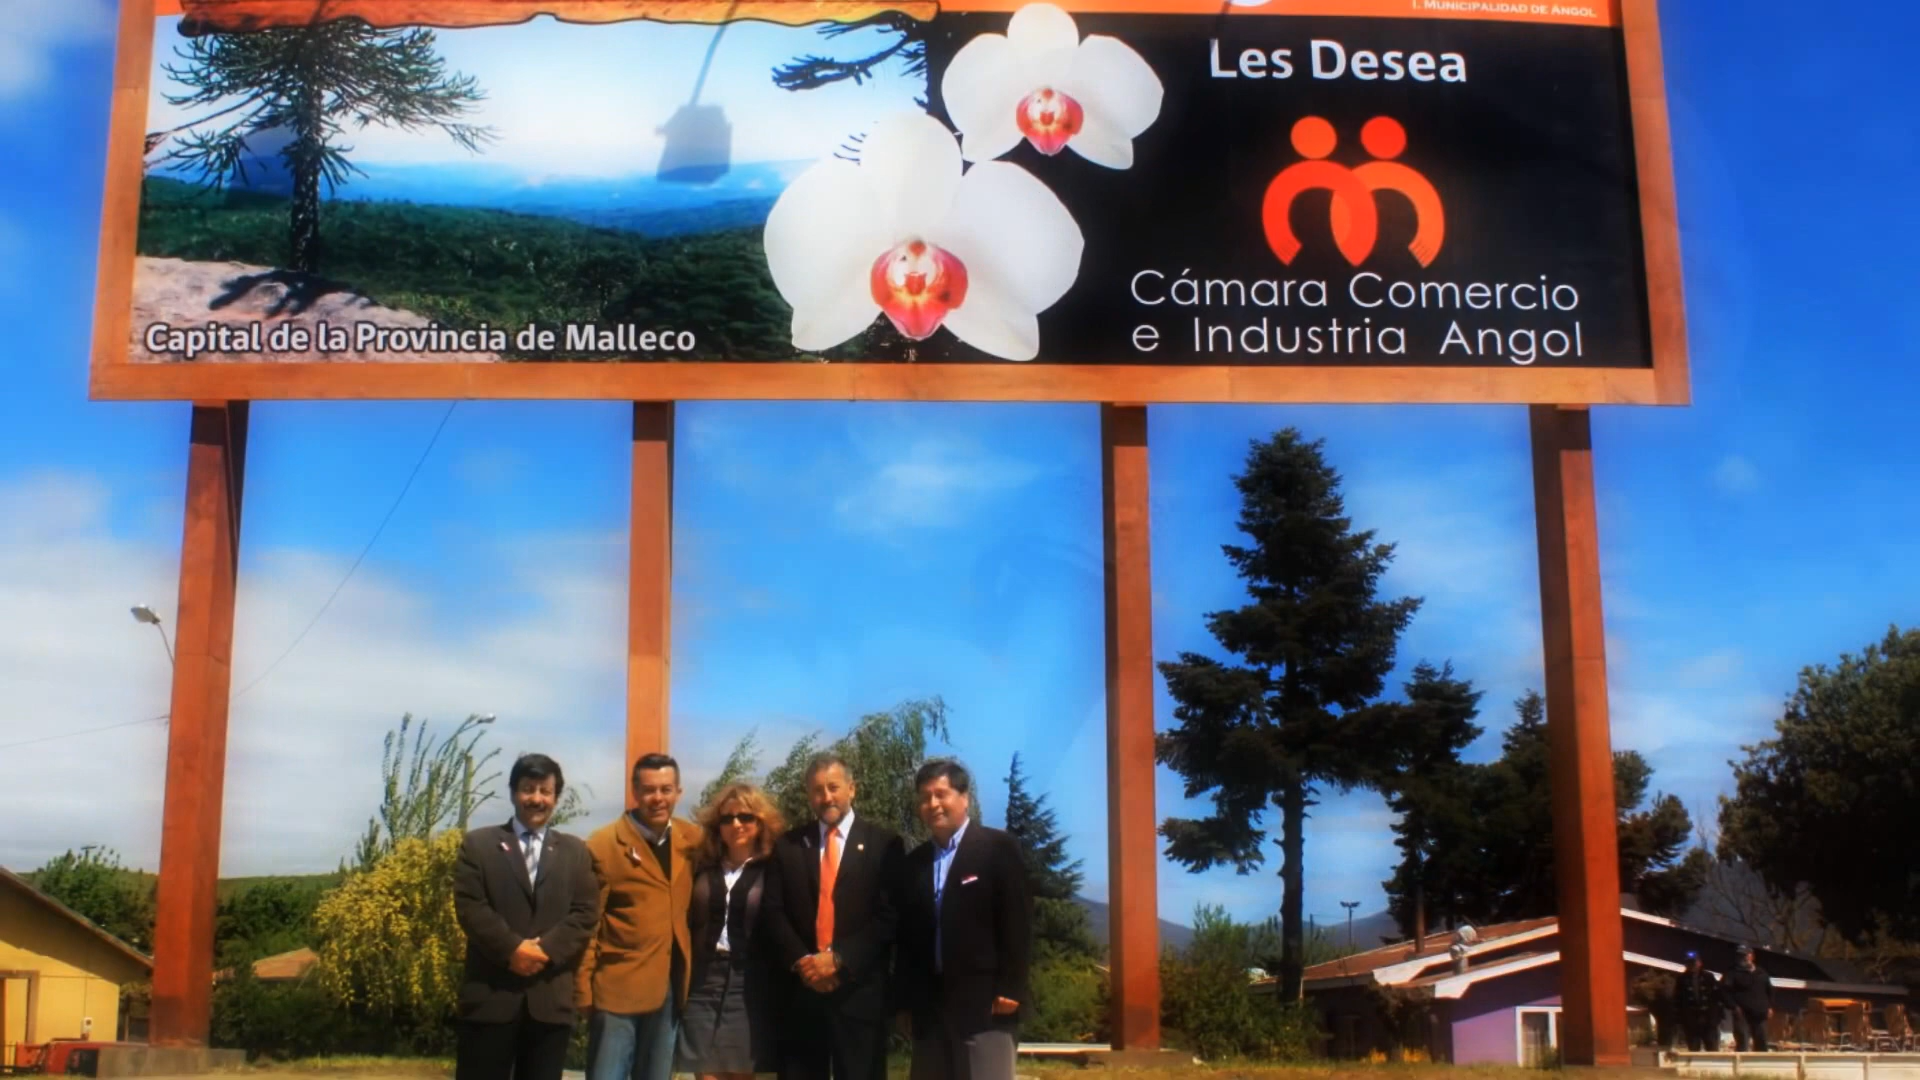 I. MUNICIPALIDAD DE ANGOL
Les Desea
Cámara Comercio
e Industria Angol
Capital de la Provincia de Malleco